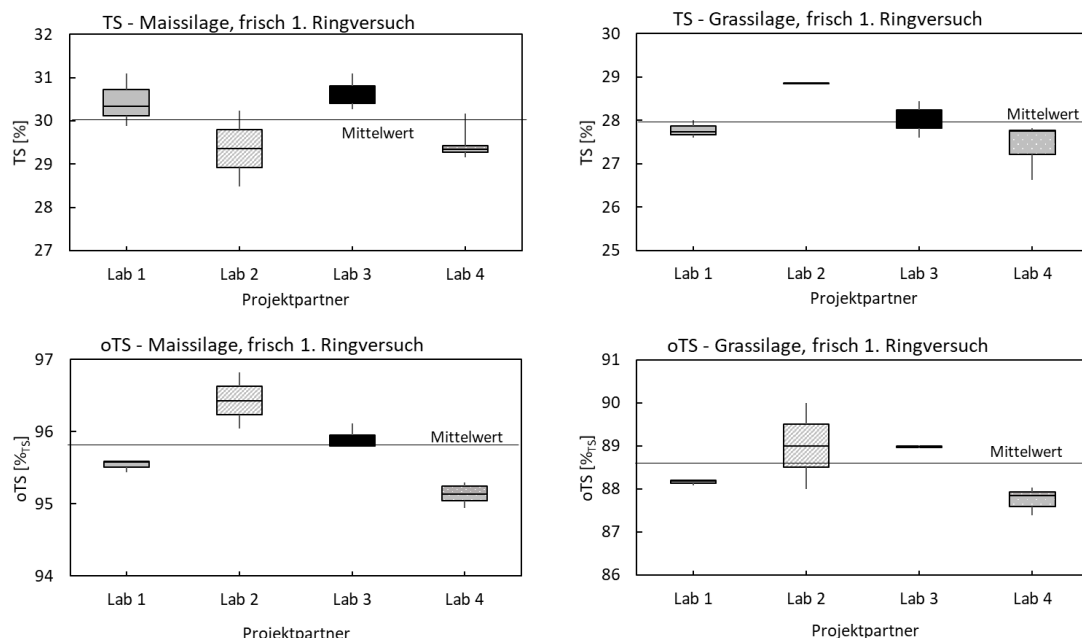 TS - Maissilage, frisch 1. Ringversuch
32
31
30
29
28
27
TS [%]
Mittelwert
Lab 1 Lab 2 Lab 3 Lab 4
Projektpartner
TS - Grassilage, frisch 1. Ringversuch
30
29
28
27
26
25
TS [%]
Mittelwert
Lab 1 Lab 2 Lab 3 Lab 4
Projektpartner
oTS - Maissilage, frisch 1. Ringversuch
97
96
95
94
oTS [%TS]
Mittelwert
Lab 1 Lab 2 Lab 3 Lab 4
Projektpartner
oTS - Grassilage, frisch 1. Ringversuch
91
90
89
88
87
86
oTS [%TS]
Mittelwert
Lab 1 Lab 2 Lab 3 Lab 4
Projektpartner